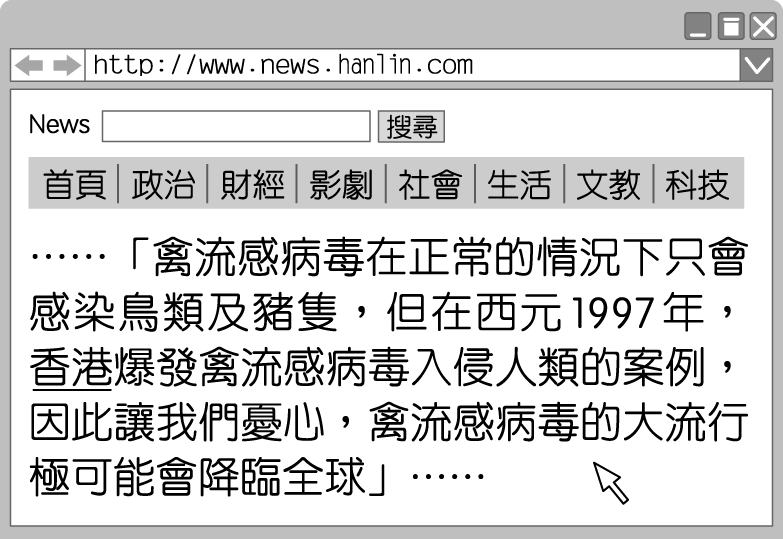 http://www.news.hanlin.com
News 搜尋
首頁│政治│財經│影劇│社會│生活│文教│科技
……「禽流感病毒在正常的情況下只會
感染鳥類及豬隻，但在西元1997年，
香港爆發禽流感病毒入侵人類的案例，
因此讓我們憂心，禽流感病毒的大流行
極可能會降臨全球」……